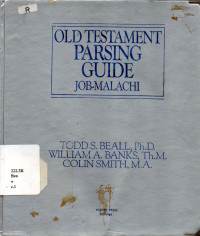 R
OLD TESTAMENT
PARSING
GUIDE
JOB-MALACHI
TODD S. BEALL, Ph.D.
WILLIAM A. BANKS, Th.M.
COLIN SMITH, M.A.